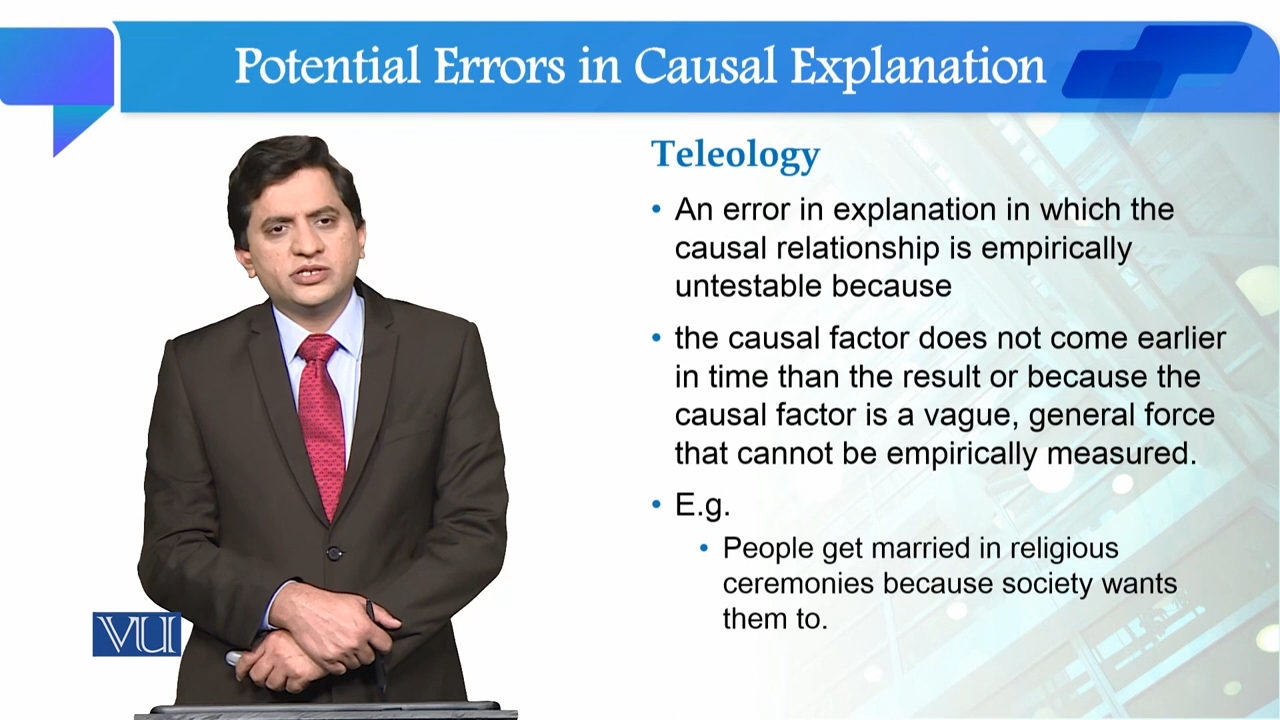 Potential Errors in Causal Explanation
Teleology
• An error in explanation in which the
causal relationship is empirically
untestable because
• the causal factor does not come earlier
in time than the result or because the
causal factor is a vague, general force
that cannot be empirically measured.
• E.g.
• People get married in religious
ceremonies because society wants
them to.
VU